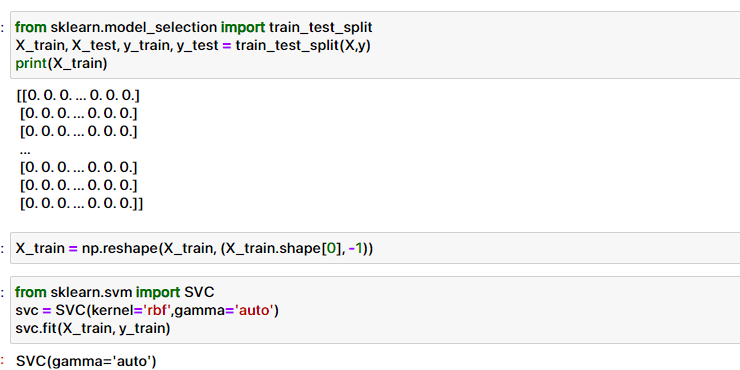 : from sklearn.model_selection import train_test_split
X_train, X_test, y_train, y_test = train_test_split(X,y)
print(X_train)
[[0. 0. 0. ... 0. 0. 0.]
[0. 0. 0. ... 0. 0. 0.]
[0. 0. 0. ... 0. 0. 0.]
...
[0. 0. 0. ... 0. 0. 0.]
[0. 0. 0. ... 0. 0. 0.]
[0. 0. 0. ... 0. 0. 0.]]
: X_train = np.reshape(X_train, (X_train.shape[0], -1))
: from sklearn.svm import SVC
svc = SVC(kernel='rbf',gamma='auto')
svc.fit(X_train, y_train)
: SVC(gamma='auto')